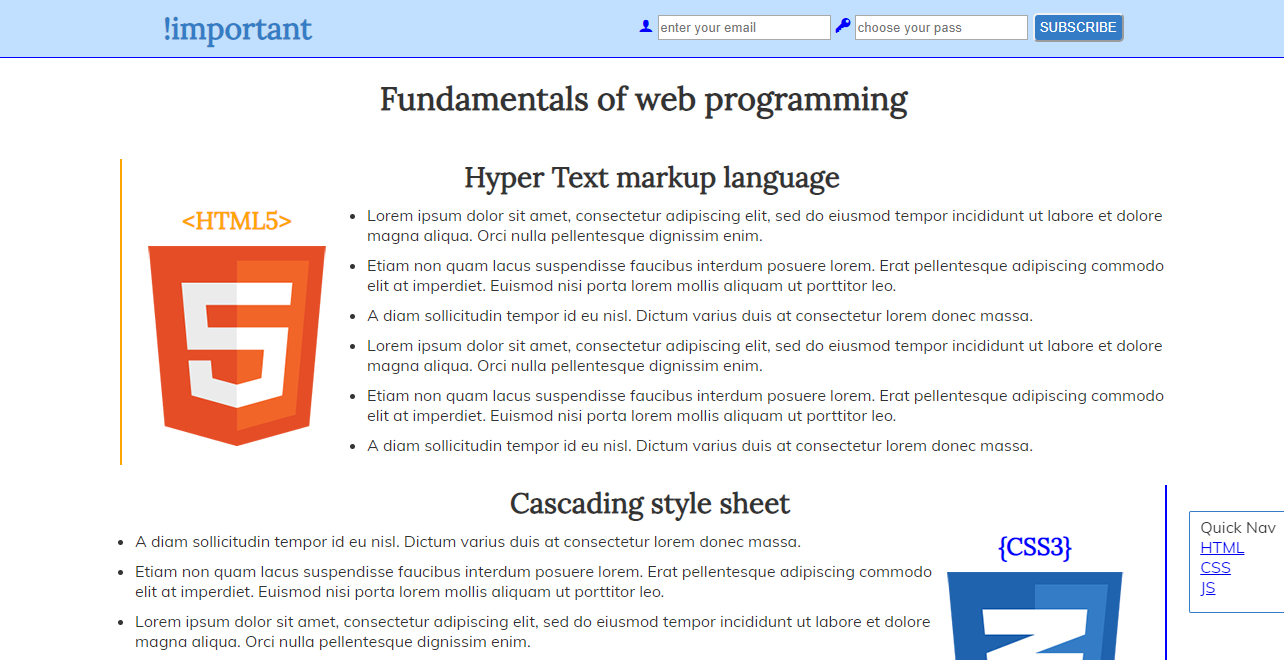 !important
enter your email
choose your pass
SUBSCRIBE
Fundamentals of web programming
Hyper Text markup language
<HTML5>
Lorem ipsum dolor sit amet, consectetur adipiscing elit, sed do eiusmod tempor incididunt ut labore et dolore
magna aliqua. Orci nulla pellentesque dignissim enim.
Etiam non quam lacus suspendisse faucibus interdum posuere lorem. Erat pellentesque adipiscing commodo
elit at imperdiet. Euismod nisi porta lorem mollis aliquam ut porttitor leo.
A diam sollicitudin tempor id eu nisl. Dictum varius duis at consectetur lorem donec massa.
Lorem ipsum dolor sit amet, consectetur adipiscing elit, sed do eiusmod tempor incididunt ut labore et dolore
magna aliqua. Orci nulla pellentesque dignissim enim.
Etiam non quam lacus suspendisse faucibus interdum posuere lorem. Erat pellentesque adipiscing commodo
elit at imperdiet. Euismod nisi porta lorem mollis aliquam ut porttitor leo.
A diam sollicitudin tempor id eu nisl. Dictum varius duis at consectetur lorem donec massa.
Cascading style sheet
A diam sollicitudin tempor id eu nisl. Dictum varius duis at consectetur lorem donec massa.
Etiam non quam lacus suspendisse faucibus interdum posuere lorem. Erat pellentesque adipiscing commodo
elit at imperdiet. Euismod nisi porta lorem mollis aliquam ut porttitor leo.
Lorem ipsum dolor sit amet, consectetur adipiscing elit, sed do eiusmod tempor incididunt ut labore et dolore
magna aliqua. Orci nulla pellentesque dignissim enim.
{CSS3}
Quick Nav
HTML
CSS
JS